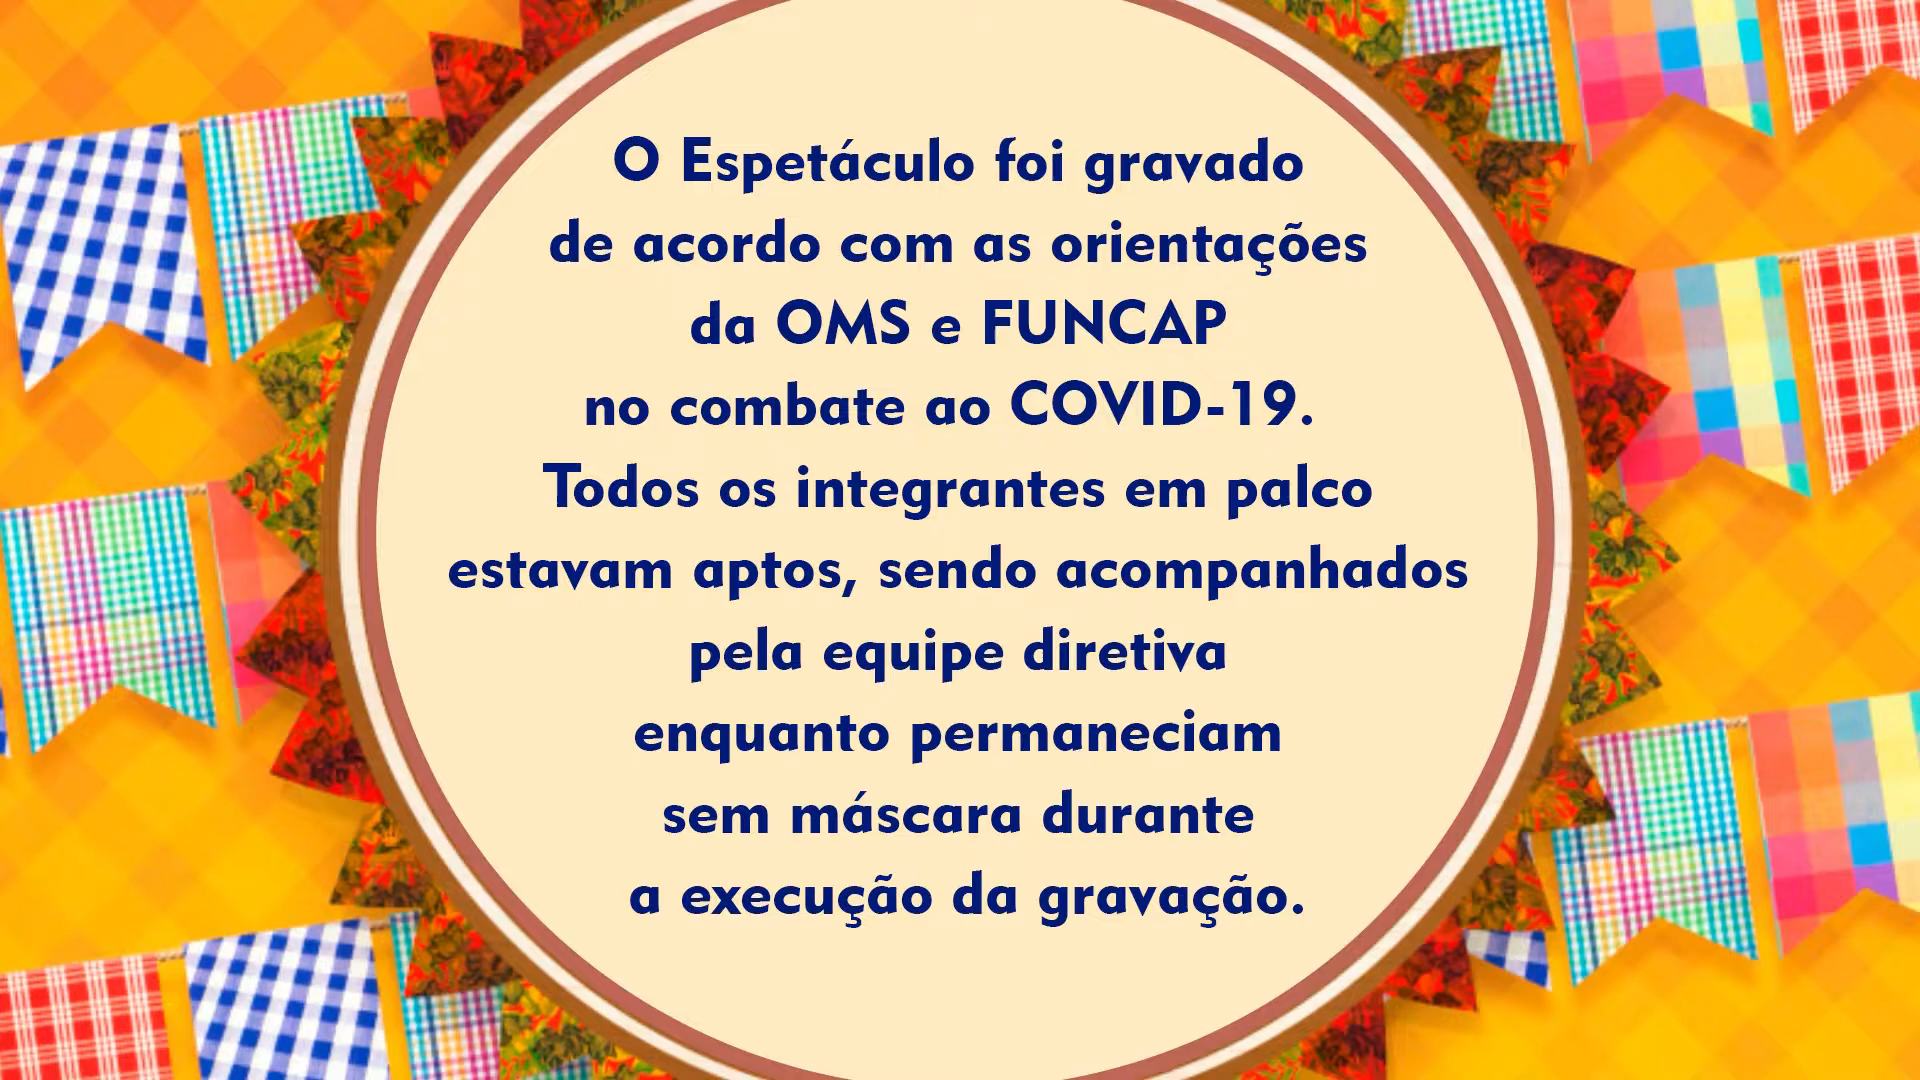 O Espetáculo foi gravado
de acordo com as orientações
da OMS e FUNCAP
no combate ao COVID-19.
Todos os integrantes em palco
estavam aptos, sendo acompanhados
pela equipe diretiva
enquanto permaneciam
sem máscara durante
a execução da gravação.